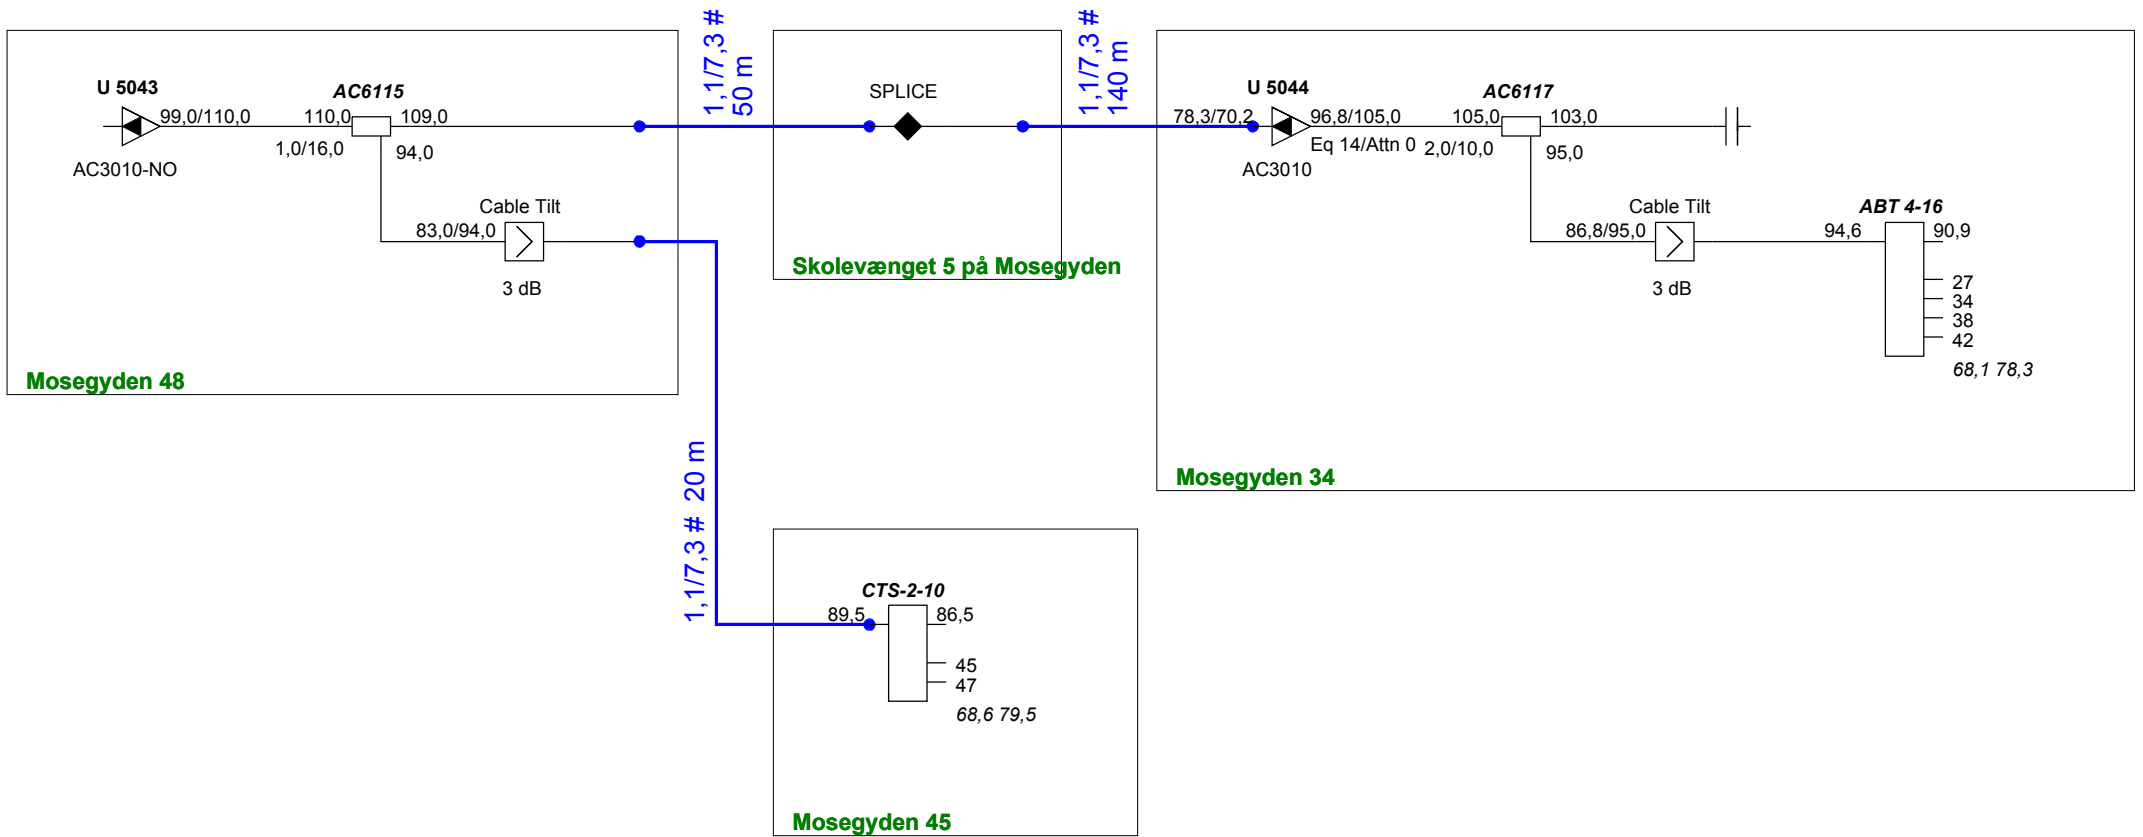 U 5043
99,0/110,0
AC3010-NO
AC6115
110,0
109,0
1,0/16,0
94,0
Cable Tilt
83,0/94,0
3 dB
Mosegyden 48
1,1/7,3 #
50 m
SPLICE
Skolevænget 5 på Mosegyden
1,1/7,3 #
140 m
U 5044
78,3/70,2
96,8/105,0
Eq 14/Attn 0
AC3010
AC6117
105,0
103,0
2,0/10,0
95,0
Cable Tilt
86,8/95,0
3 dB
ABT 4-16
94,6
90,9
27
34
38
42
68,1 78,3
Mosegyden 34
1,1/7,3 # 20 m
CTS-2-10
89,5
86,5
45
47
68,6 79,5
Mosegyden 45